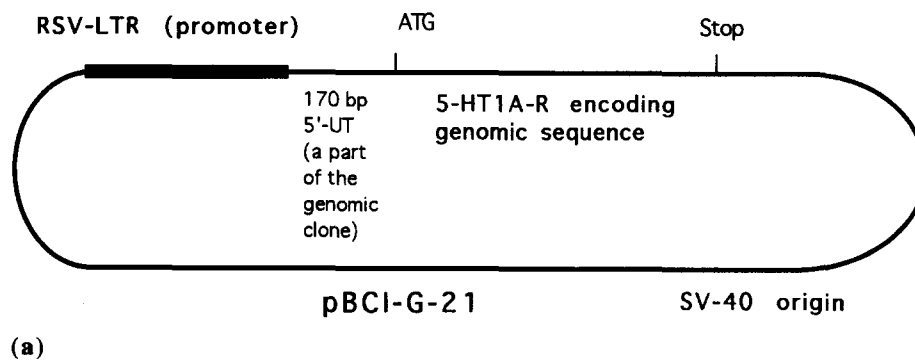 RSV-LTR (promoter)
ATG
Stop
170 bp
5'-UT
(a part
of the
genomic
clone)
5-HT1A-R encoding
genomic sequence
pBCI-G-21
SV-40 origin
(a)